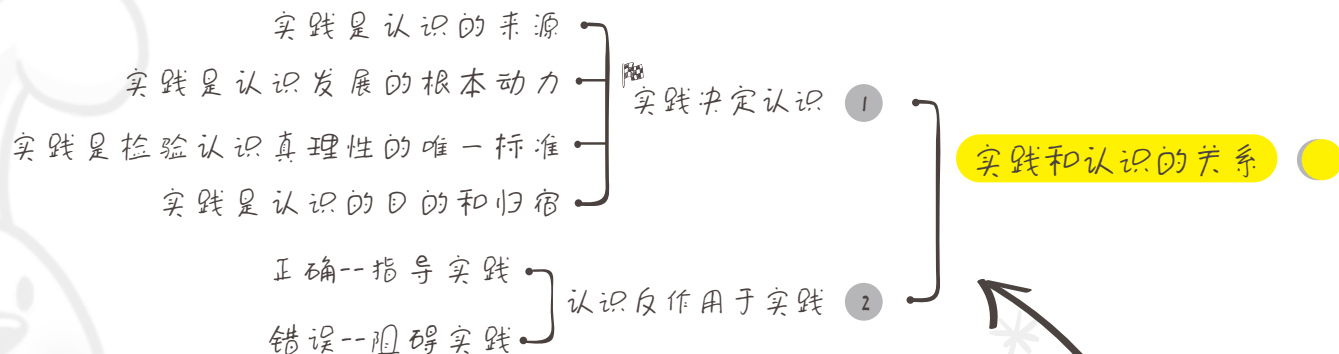 实践和认识的关系
实践决定认识 1
实践是认识的来源
实践是认识发展的根本动力
实践是检验认识真理性的唯一标准
实践是认识的目的和归宿
认识反作用于实践 2
正确--指导实践
错误--阻碍实践